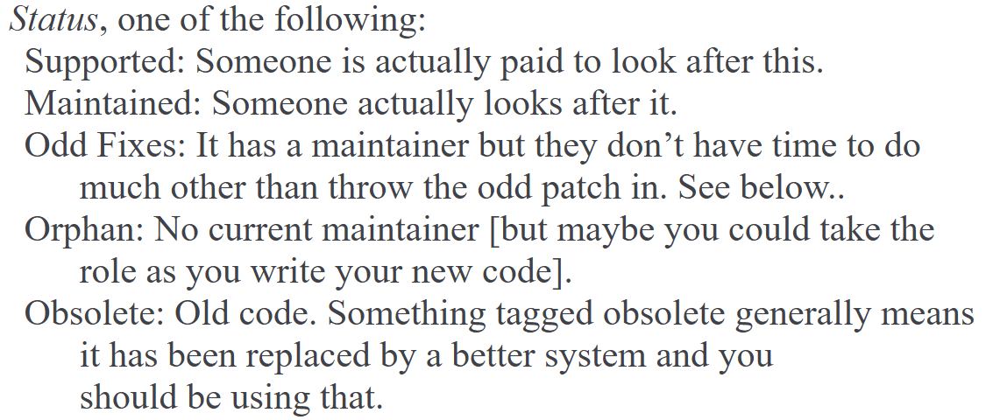 Status, one of the following:
Supported: Someone is actually paid to look after this.
Maintained: Someone actually looks after it.
Odd Fixes: It has a maintainer but they don’t have time to do
much other than throw the odd patch in. See below..
Orphan: No current maintainer [but maybe you could take the
role as you write your new code].
Obsolete: Old code. Something tagged obsolete generally means
it has been replaced by a better system and you
should be using that.